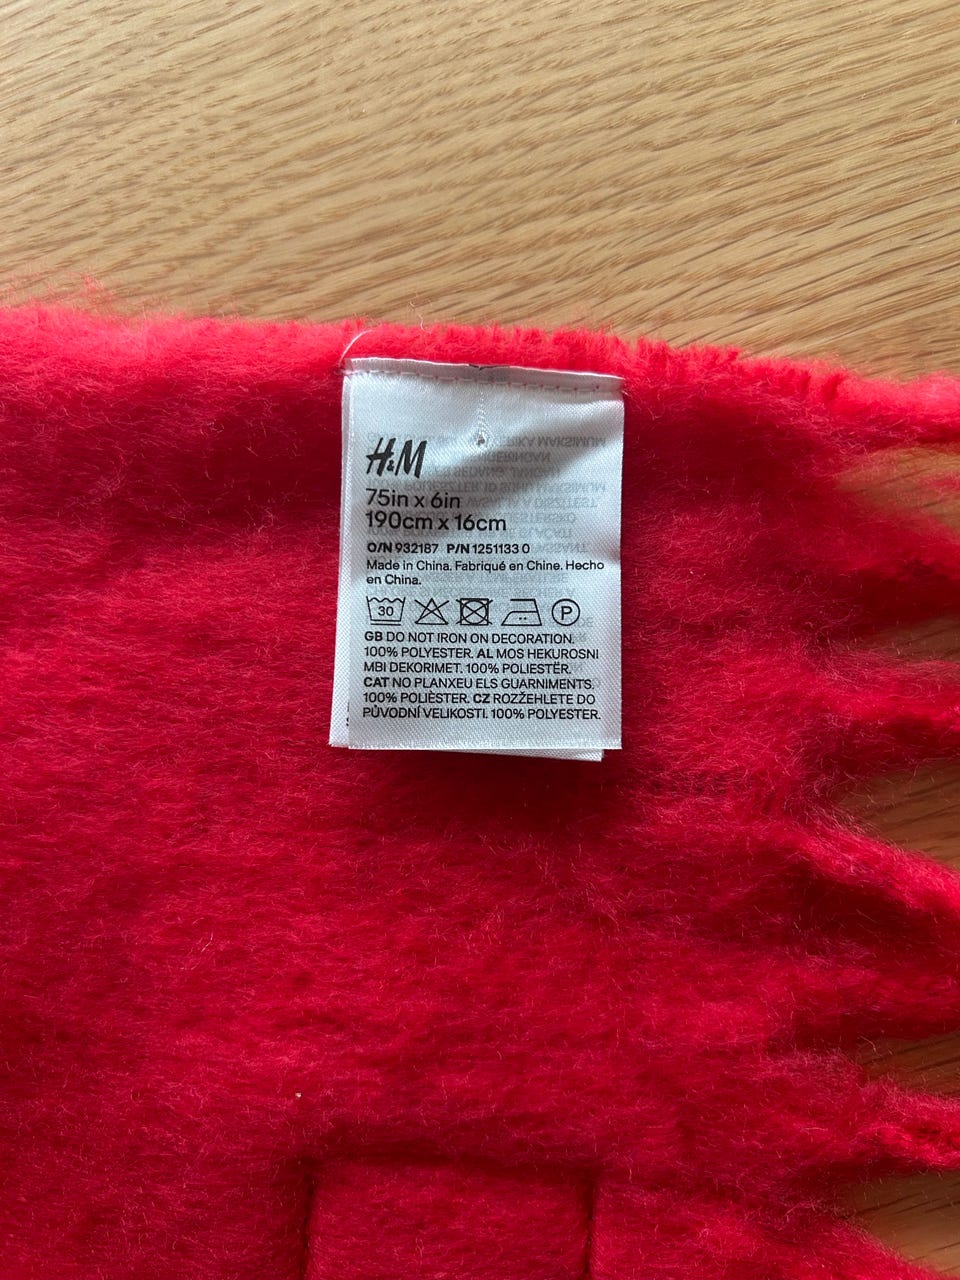 H&M
75in x 6in
190cm x 16cm
O/N 932187 P/N 1251133 0
Made in China. Fabriqué en Chine. Hecho
en China.
30 P
GB DO NOT IRON ON DECORATION.
100% POLYESTER. AL MOS HEKUROSNI
MBI DEKORIMET. 100% POLIESTËR.
CAT NO PLANXEU ELS GUARNIMENTS.
100% POLIÈSTER. CZ ROZŽEHLETE DO
PŮVODNÍ VELIKOSTI. 100% POLYESTER.